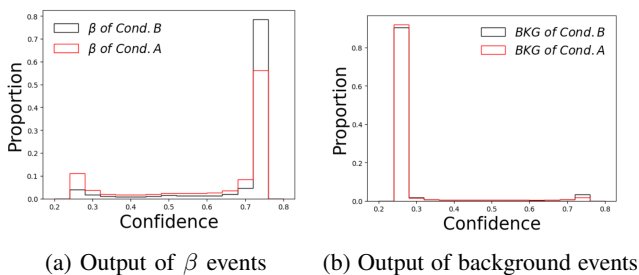 β of Cond. B
β of Cond. A
Proportion
0.8
0.7
0.6
0.5
0.4
0.3
0.2
0.1
0.0
0.2 0.3 0.4 0.5 0.6 0.7 0.8
Confidence
(a) Output of β events
BKG of Cond. B
BKG of Cond. A
Proportion
0.8
0.6
0.4
0.2
0.0
0.2 0.3 0.4 0.5 0.6 0.7 0.8
Confidence
(b) Output of background events